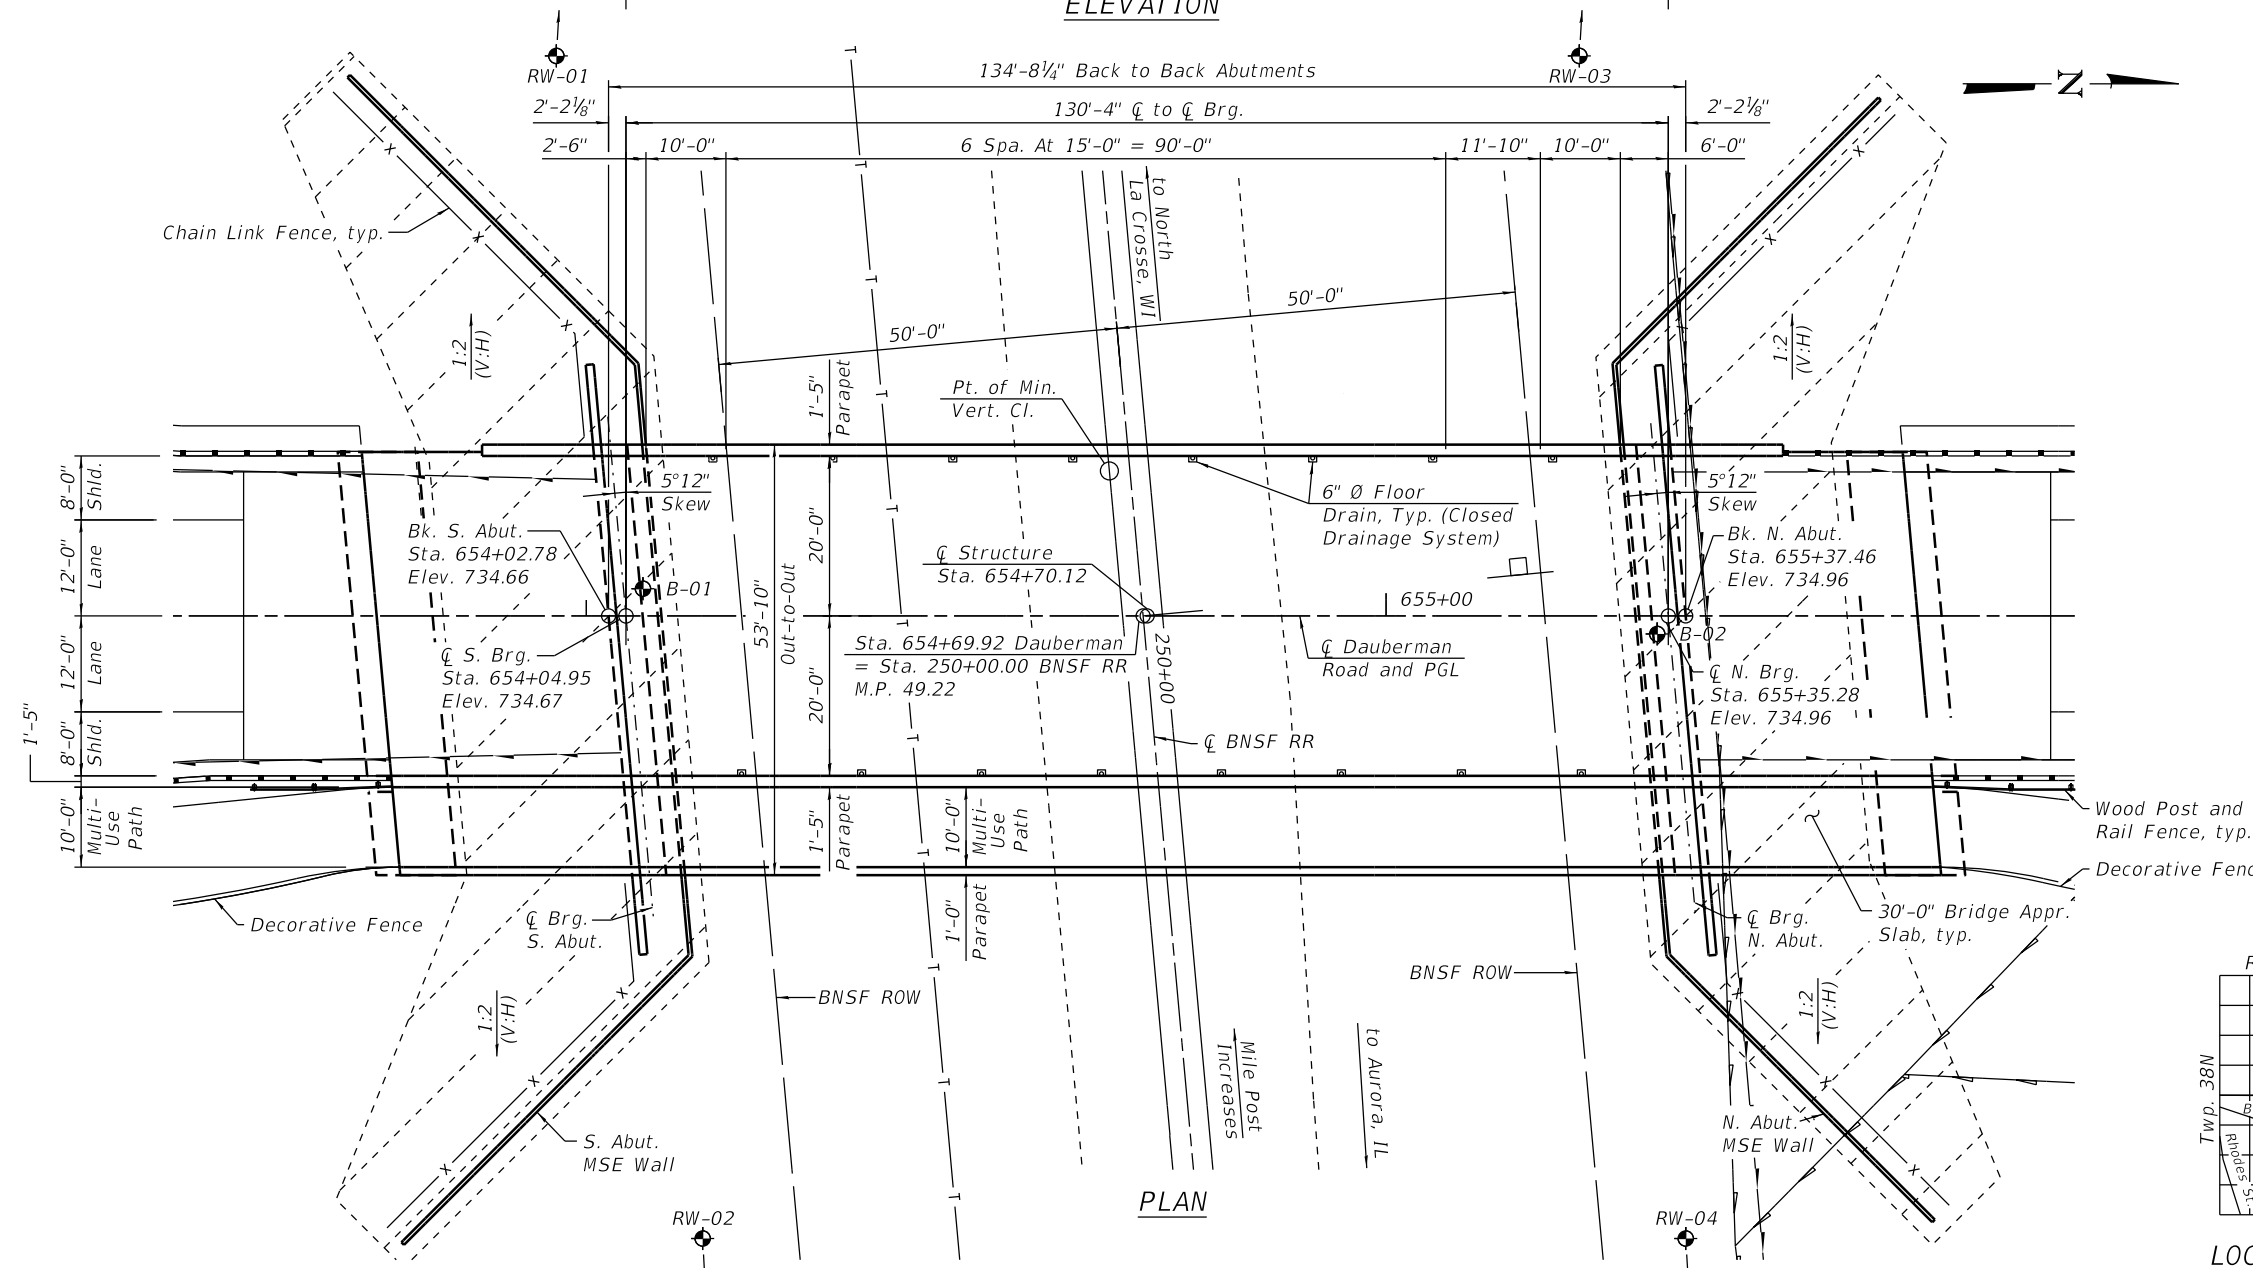 ELEVATION
RW-01
134'-8¼" Back to Back Abutments
RW-03
N
2'-2⅛"
130'-4" ℄ to ℄ Brg.
2'-2⅛"
2'-6"
10'-0"
6 Spa. At 15'-0" = 90'-0"
11'-10"
10'-0"
6'-0"
to North
La Crosse, WI
Chain Link Fence, typ.
50'-0"
50'-0"
1:2
(V:H)
1:2
(V:H)
1'-5"
Parapet
Pt. of Min.
Vert. Cl.
8'-0"
Shld.
12'-0"
Lane
12'-0"
Lane
8'-0"
Shld.
1'-5"
10'-0"
Multi-
Use
Path
5°12"
Skew
5°12"
Skew
6" Ø Floor
Drain, Typ. (Closed
Drainage System)
Bk. S. Abut.
Sta. 654+02.78
Elev. 734.66
B-01
20'-0"
53'-10"
Out-to-Out
20'-0"
℄ Structure
Sta. 654+70.12
655+00
Bk. N. Abut.
Sta. 655+37.46
Elev. 734.96
B-02
℄ S. Brg.
Sta. 654+04.95
Elev. 734.67
Sta. 654+69.92 Dauberman
= Sta. 250+00.00 BNSF RR
M.P. 49.22
250+00
℄ Dauberman
Road and PGL
℄ N. Brg.
Sta. 655+35.28
Elev. 734.96
℄ BNSF RR
1'-5"
Parapet
10'-0"
Multi-
Use
Path
1'-0"
Parapet
Wood Post and
Rail Fence, typ.
Decorative Fenc
Decorative Fence
℄ Brg.
S. Abut.
℄ Brg.
N. Abut.
30'-0" Bridge Appr.
Slab, typ.
BNSF ROW
BNSF ROW
1:2
(V:H)
1:2
(V:H)
Mile Post
Increases
to Aurora, IL
S. Abut.
MSE Wall
N. Abut.
MSE Wall
PLAN
RW-02
RW-04
Twp. 38N
Rhodes St.
LOC